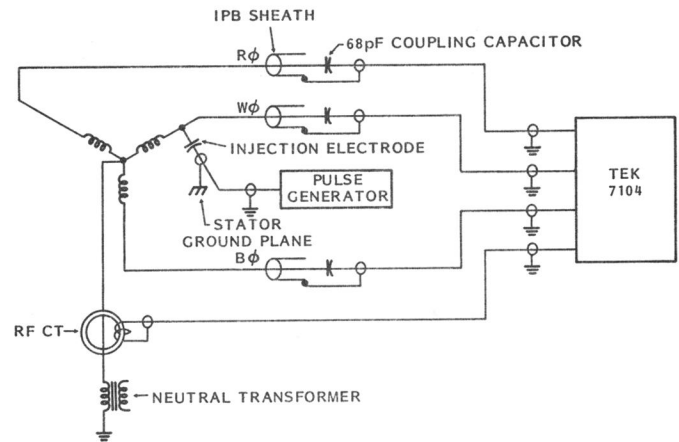 IPB SHEATH
Rϕ
68pF COUPLING CAPACITOR
Wϕ
INJECTION ELECTRODE
PULSE
GENERATOR
TEK
7104
STATOR
GROUND PLANE
Bϕ
RF CT
NEUTRAL TRANSFORMER